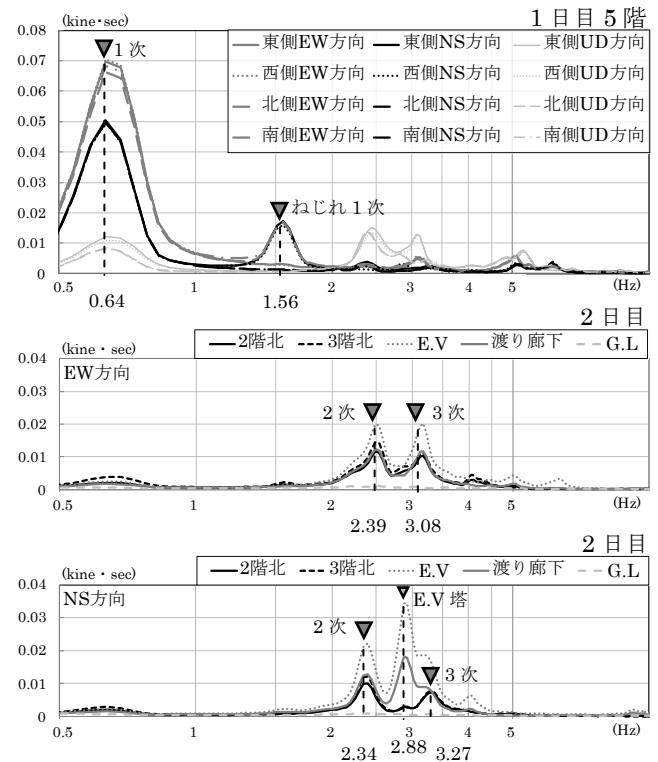 1日目5階
(kine・sec)
0.08
0.07
0.06
0.05
0.04
0.03
0.02
0.01
0
東側EW方向 東側NS方向 東側UD方向
西側EW方向 西側NS方向 西側UD方向
北側EW方向 北側NS方向 北側UD方向
南側EW方向 南側NS方向 南側UD方向
1次
ねじれ1次
0.5 1 2 3 4 5 (Hz)
0.64 1.56
2日目
(kine・sec)
2階北 3階北 E.V 渡り廊下 G.L
0.04
EW方向
0.03
0.02
0.01
0
2次 3次
0.5 1 2 3 4 5 (Hz)
2.39 3.08
2日目
(kine・sec)
2階北 3階北 E.V 渡り廊下 G.L
0.04
NS方向
0.03
0.02
0.01
0
E.V塔
2次
3次
0.5 1 2 3 4 5 (Hz)
2.34 2.88 3.27